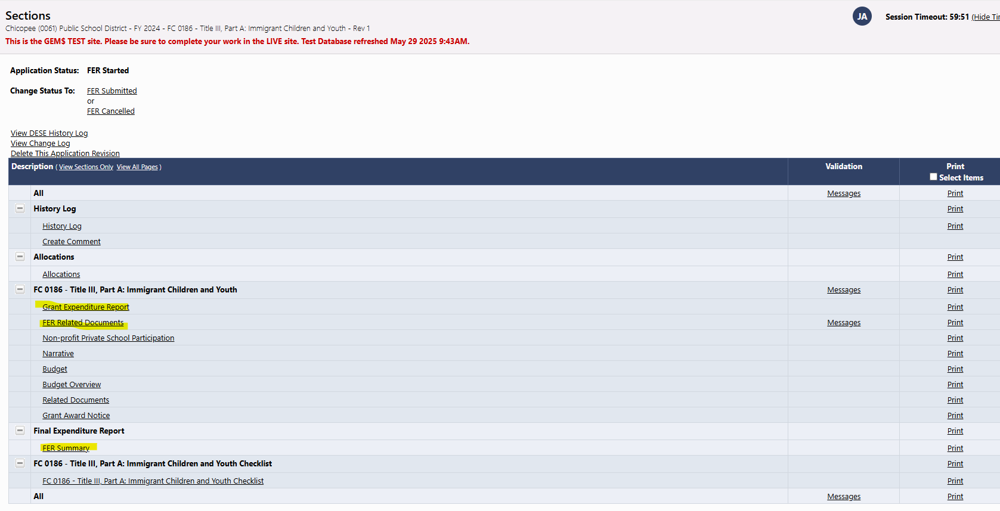 Sections
JA
Session Timeout: 59:51 (Hide
Chicopee (0061) Public School District - FY 2024 - FC 0186 - Title III, Part A: Immigrant Children and Youth - Rev 1
This is the GEM$ TEST site. Please be sure to complete your work in the LIVE site. Test Database refreshed May 29 2025 9:43AM.
Application Status: FER Started
Change Status To: FER Submitted
or
FER Cancelled
View DESE History Log
View Change Log
Delete This Application Revision
Description ( View Sections Only View All Pages ) Validation Print
Select Items
All Messages Print
History Log Print
History Log Print
Create Comment
Allocations Print
Allocations Print
FC 0186 - Title III, Part A: Immigrant Children and Youth Messages Print
Grant Expenditure Report Print
FER Related Documents Messages Print
Non-profit Private School Participation Print
Narrative Print
Budget Print
Budget Overview Print
Related Documents Print
Grant Award Notice Print
Final Expenditure Report Print
FER Summary Print
FC 0186 - Title III, Part A: Immigrant Children and Youth Checklist Print
FC 0186 - Title III, Part A: Immigrant Children and Youth Checklist Print
All Messages Print